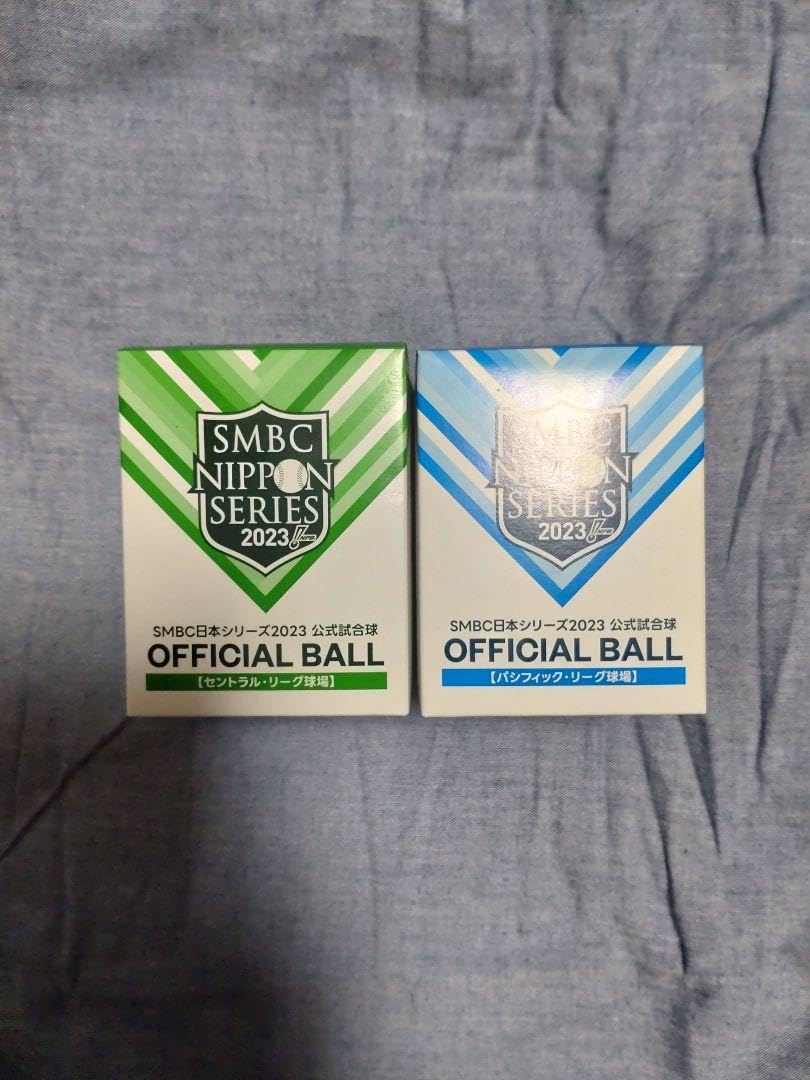 SMBC
NIPPON
SERIES
2023 NPB
SMBC日本シリーズ2023 公式試合球
OFFICIAL BALL
【セントラル・リーグ球場】
SMBC
NIPPON
SERIES
2023 NPB
SMBC日本シリーズ2023 公式試合球
OFFICIAL BALL
【パシフィック・リーグ球場】